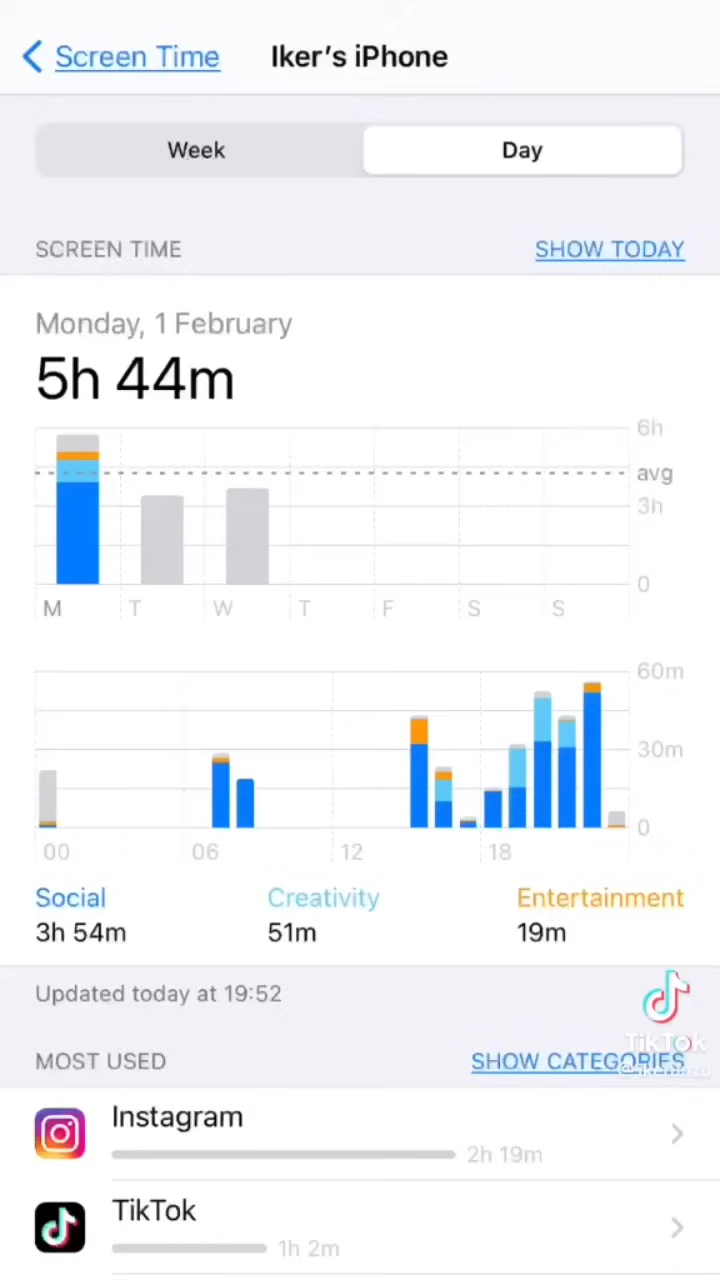 Screen Time Iker's iPhone
Week Day
SCREEN TIME SHOW TODAY
Monday, 1 February
5h 44m
6h
avg
3h
0
M T W T F S S
60m
30m
0
00 06 12 18
Social Creativity Entertainment
3h 54m 51m 19m
Updated today at 19:52
TikTok
MOST USED SHOW CATEGORIES
Instagram
2h 19m
TikTok
1h 2m